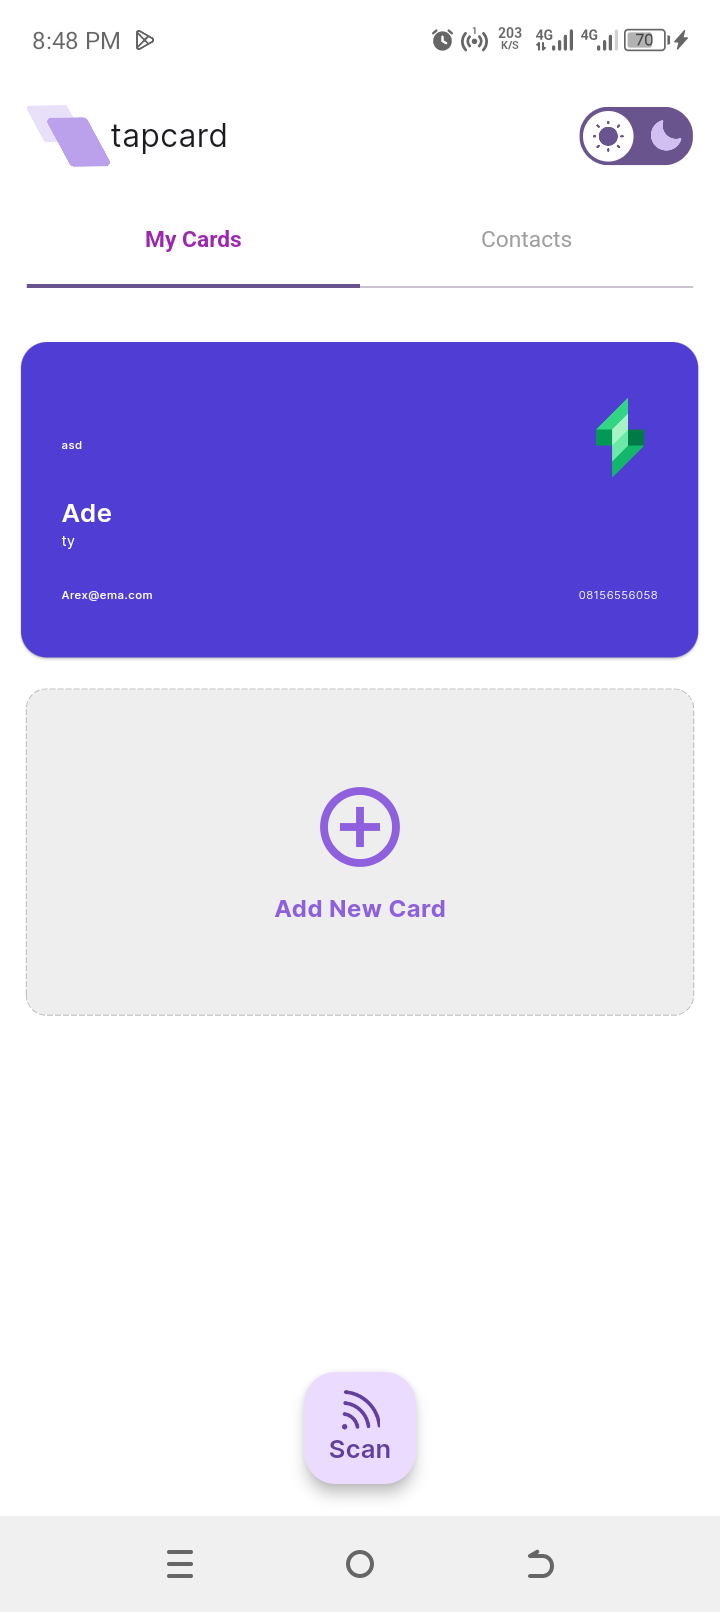 8:48 PM
1
203
K/S
4G
4G
70
tapcard
My Cards
Contacts
asd
Ade
ty
Arex@ema.com
08156556058
Add New Card
Scan